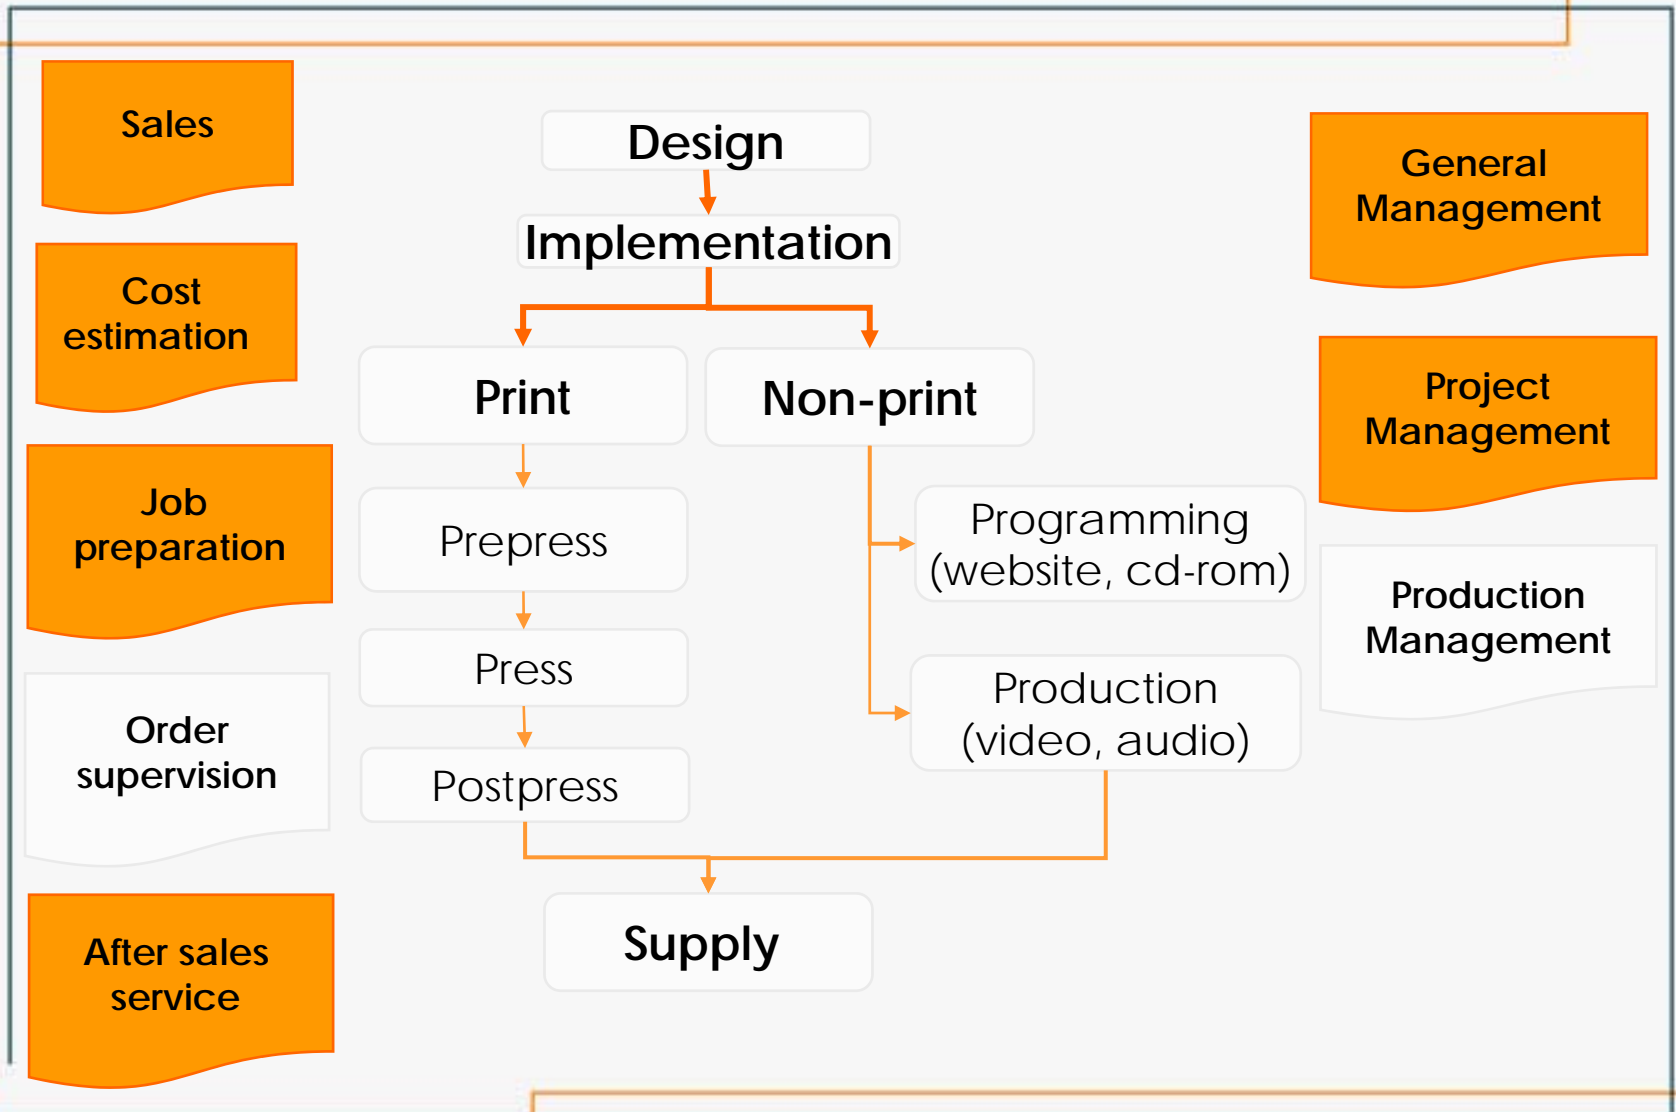 Sales
Cost
estimation
Job
preparation
Order
supervision
After sales
service
Design
Implementation
Print
Non-print
Prepress
Press
Postpress
Programming
(website, cd-rom)
Production
(video, audio)
Supply
General
Management
Project
Management
Production
Management